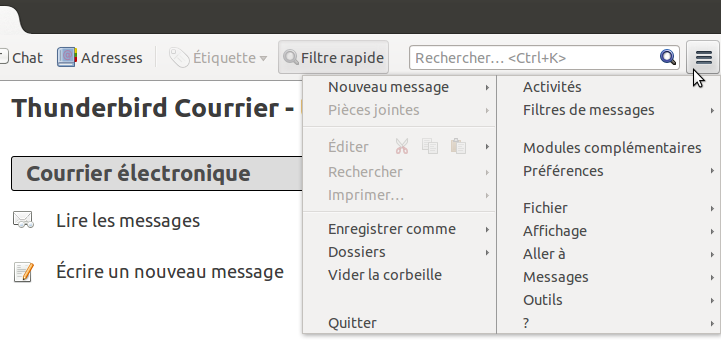 Chat Adresses Étiquette Filtre rapide Rechercher... <Ctrl+K>
Thunderbird Courrier -
Courrier électronique
Lire les messages
Écrire un nouveau message
Nouveau message
Pièces jointes
Éditer
Rechercher
Imprimer...
Enregistrer comme
Dossiers
Vider la corbeille
Quitter
Activités
Filtres de messages
Modules complémentaires
Préférences
Fichier
Affichage
Aller à
Messages
Outils
?